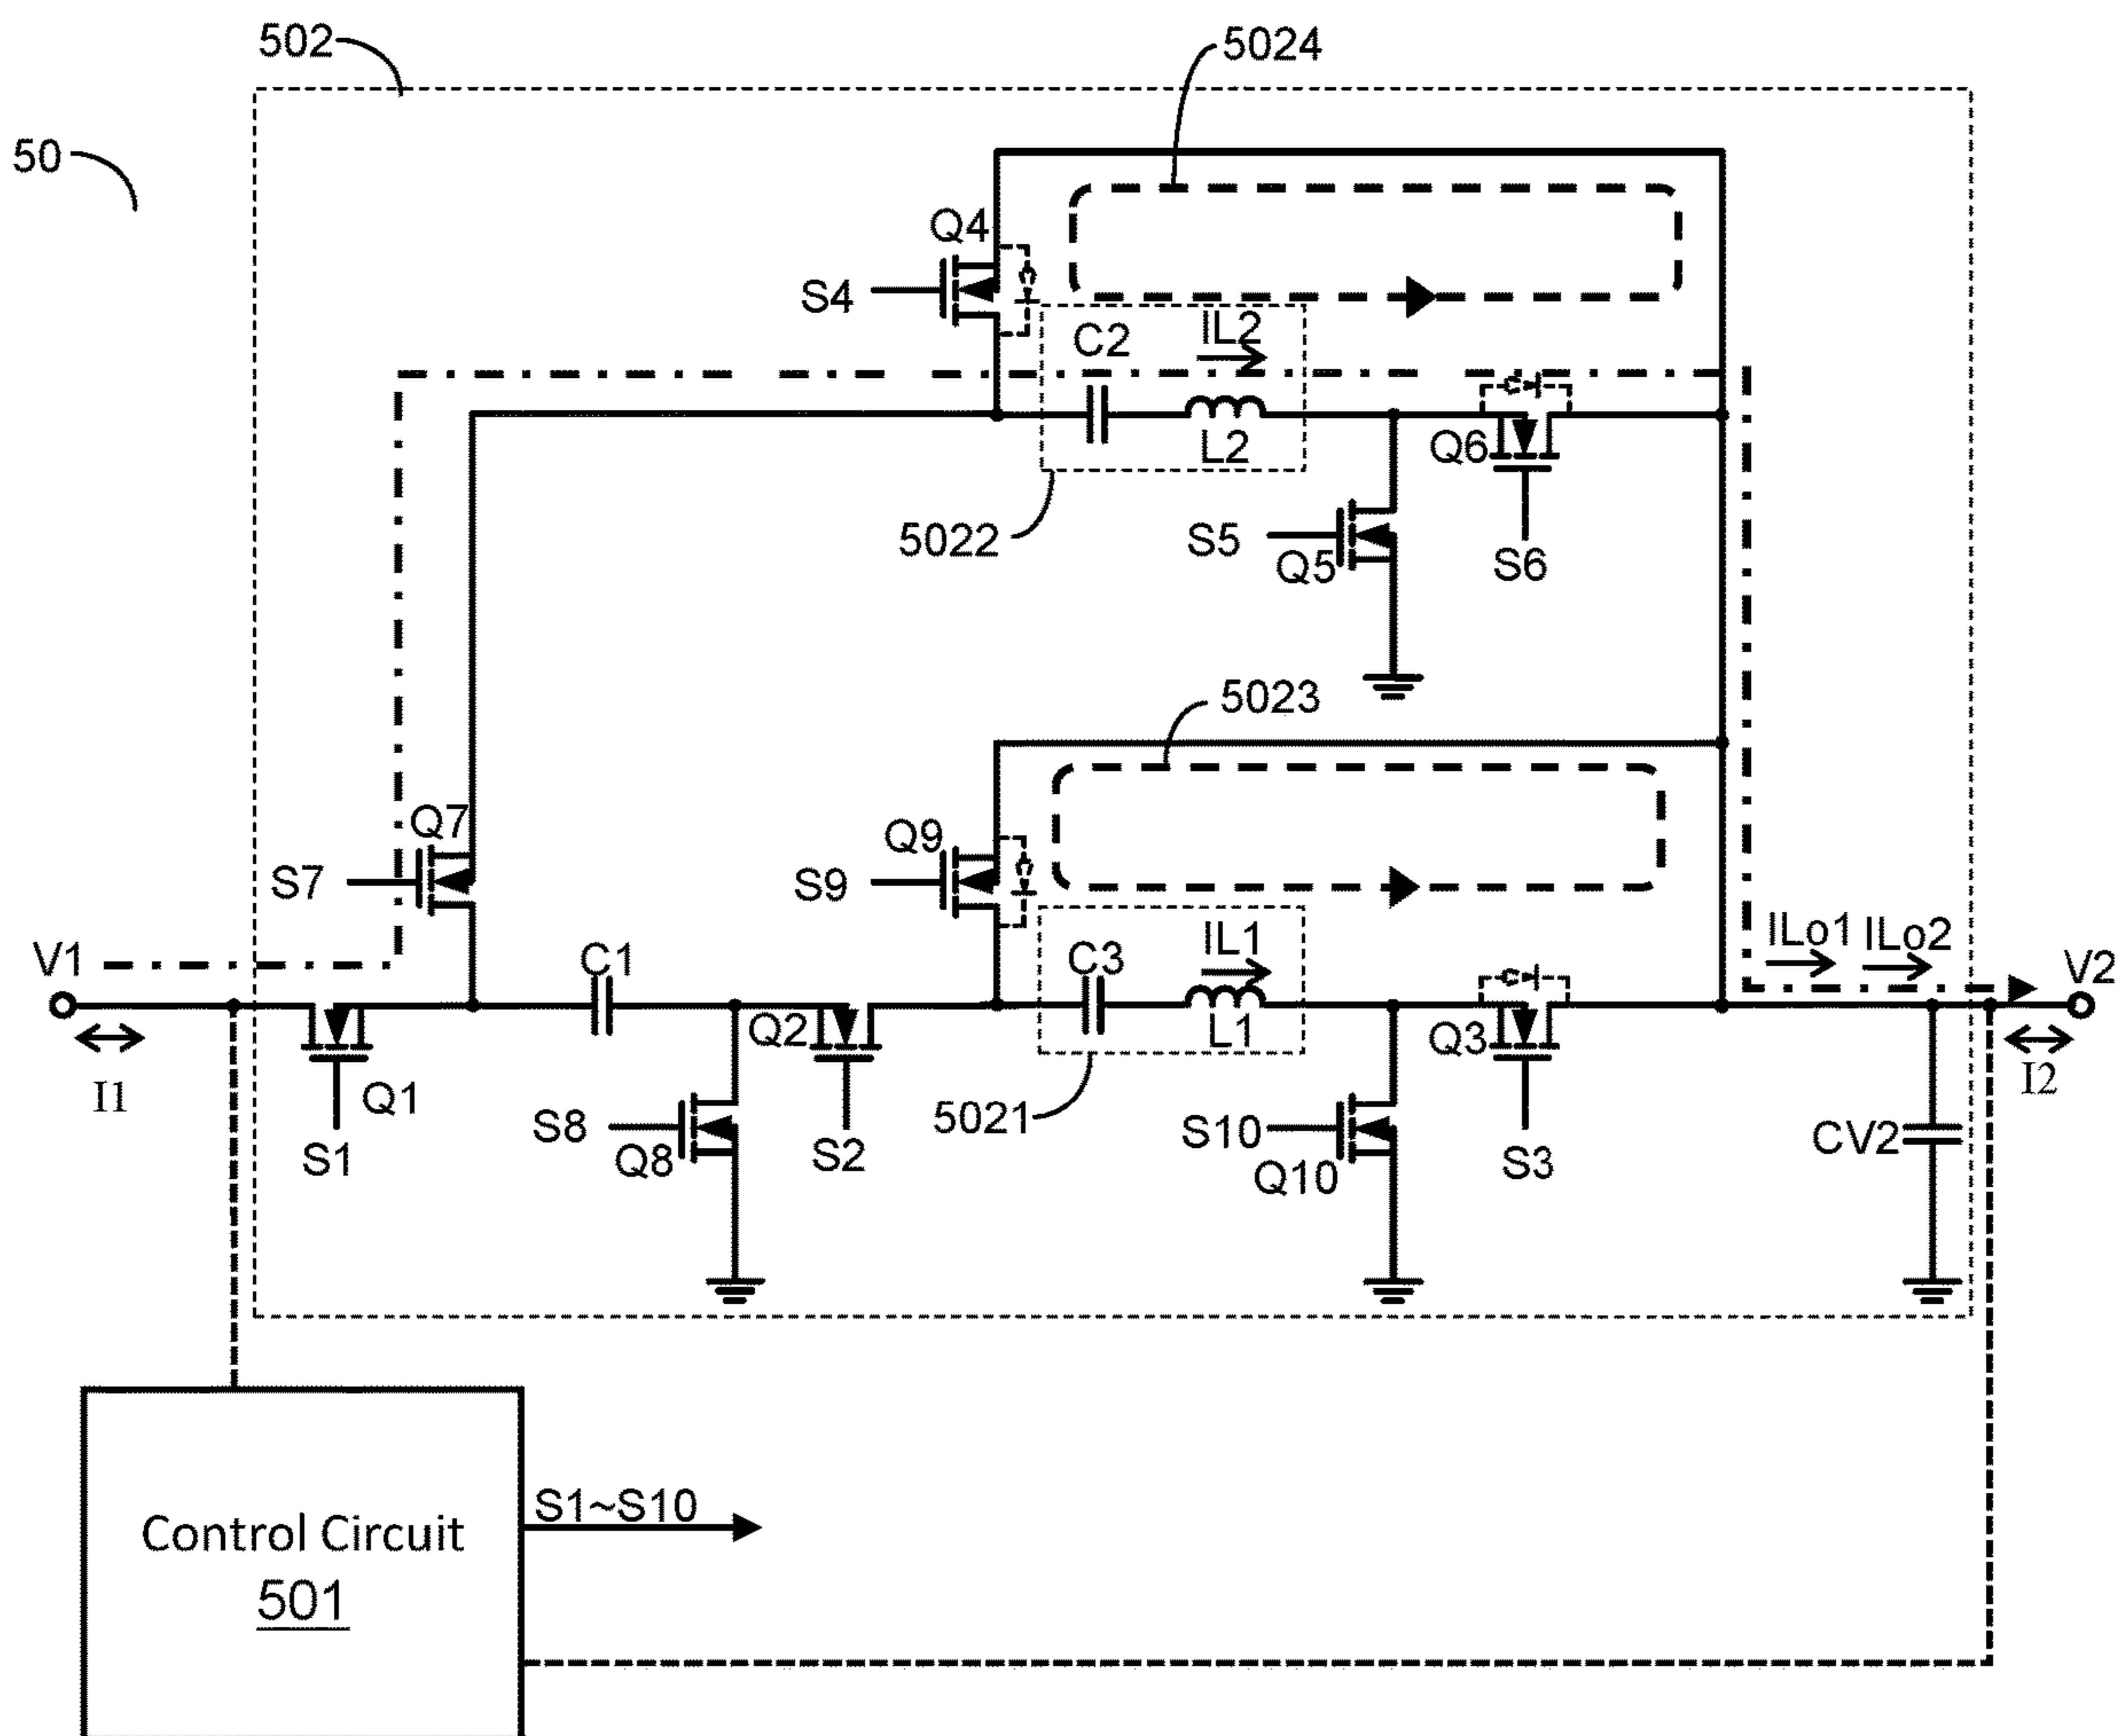 502
5024
50
Q4
S4
C2
IL2
L2
Q6
5022
S5
Q5
S6
5023
Q7
Q9
S7
S9
V1
C1
C3
IL1
ILo1
ILo2
V2
Q2
L1
Q3
I1
Q1
S8
5021
S10
CV2
I2
S1
Q8
S2
Q10
S3
S1~S10
Control Circuit
501